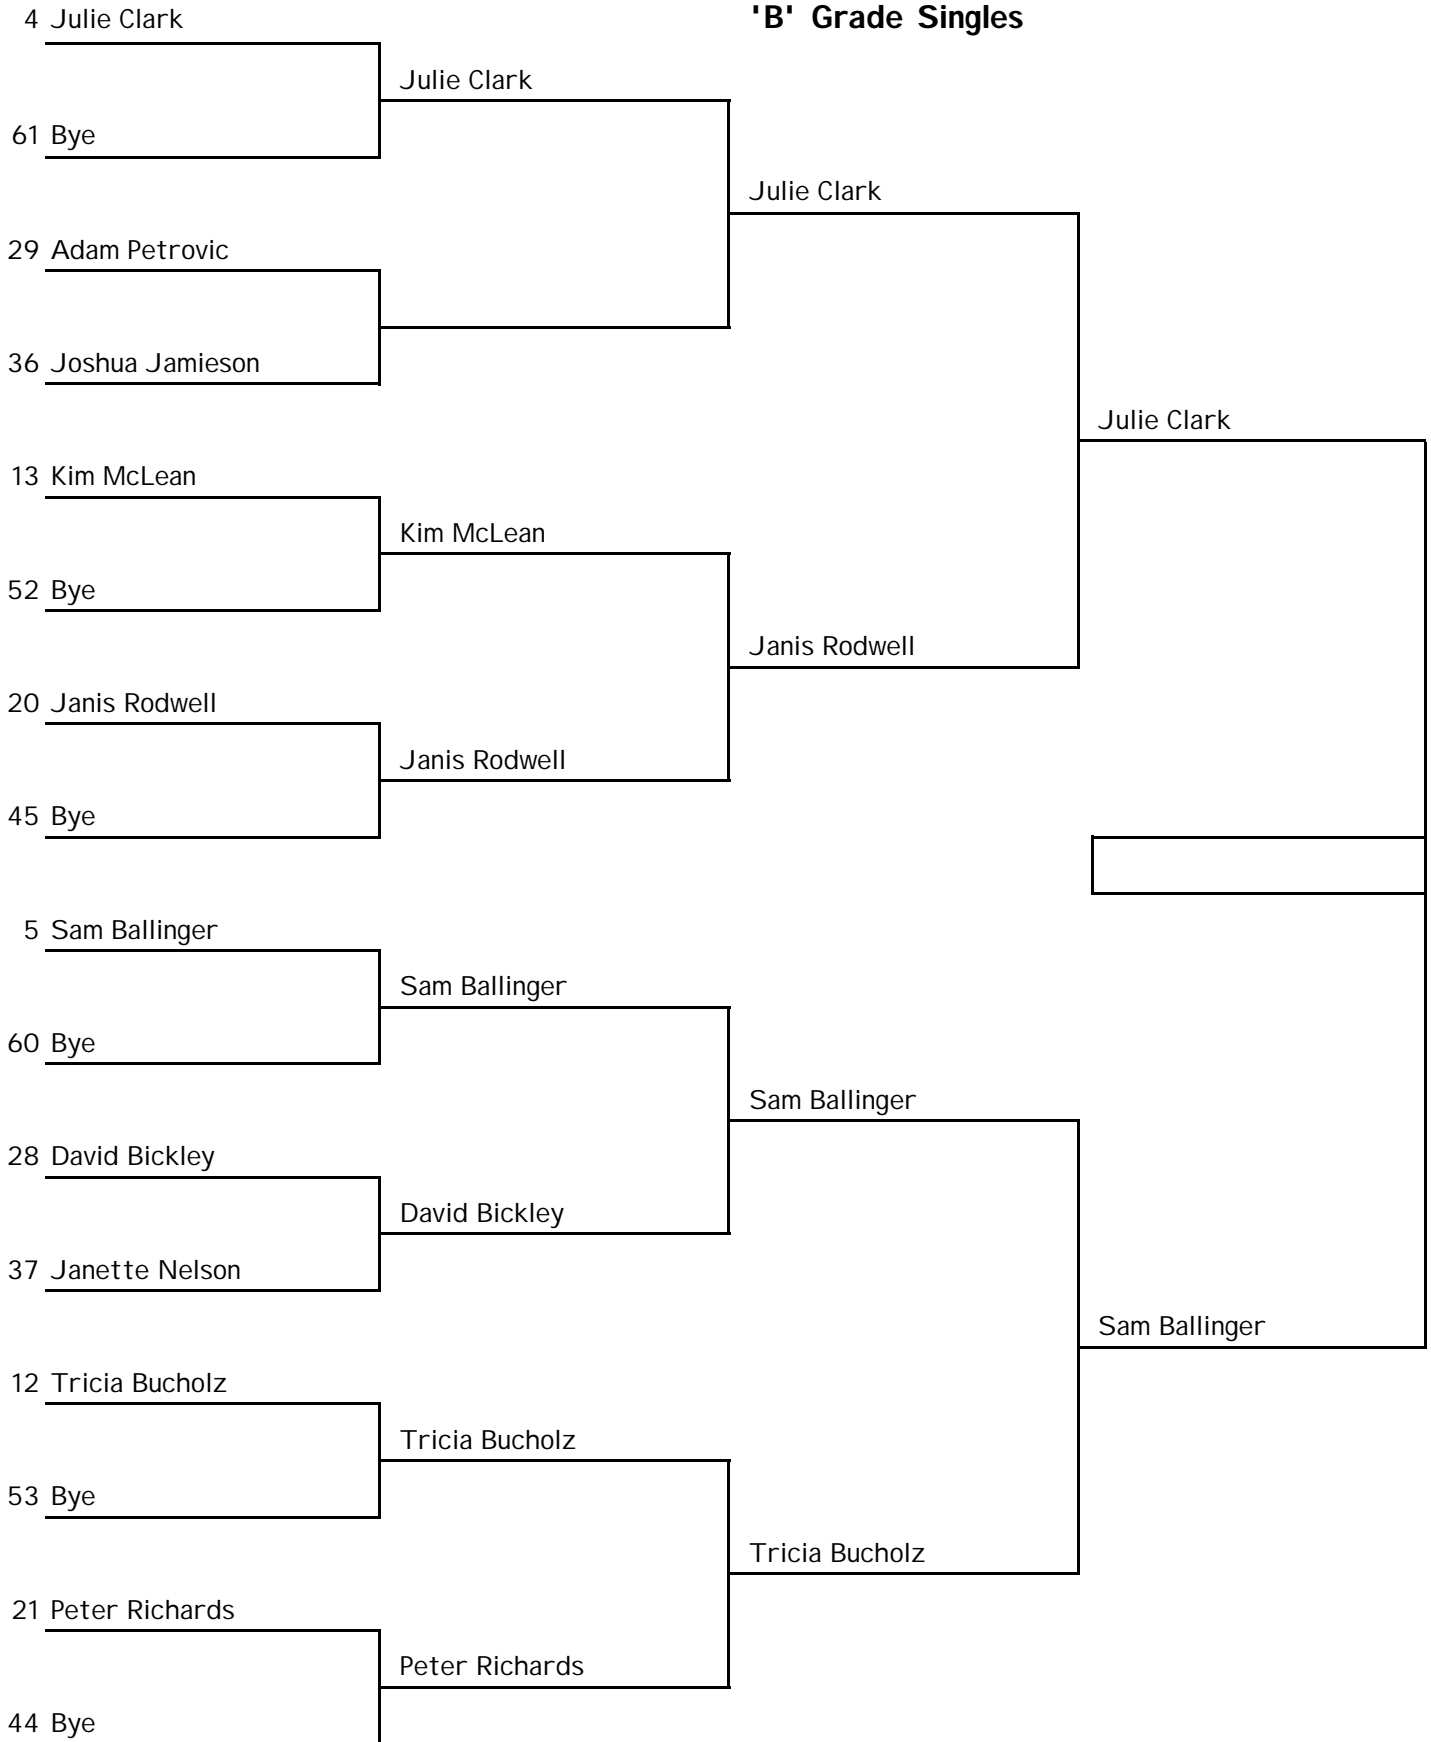 'B' Grade Singles
4 Julie Clark
Julie Clark
61 Bye
Julie Clark
29 Adam Petrovic
36 Joshua Jamieson
Julie Clark
13 Kim McLean
Kim McLean
52 Bye
Janis Rodwell
20 Janis Rodwell
Janis Rodwell
45 Bye
5 Sam Ballinger
Sam Ballinger
60 Bye
Sam Ballinger
28 David Bickley
David Bickley
37 Janette Nelson
Sam Ballinger
12 Tricia Bucholz
Tricia Bucholz
53 Bye
Tricia Bucholz
21 Peter Richards
Peter Richards
44 Bye